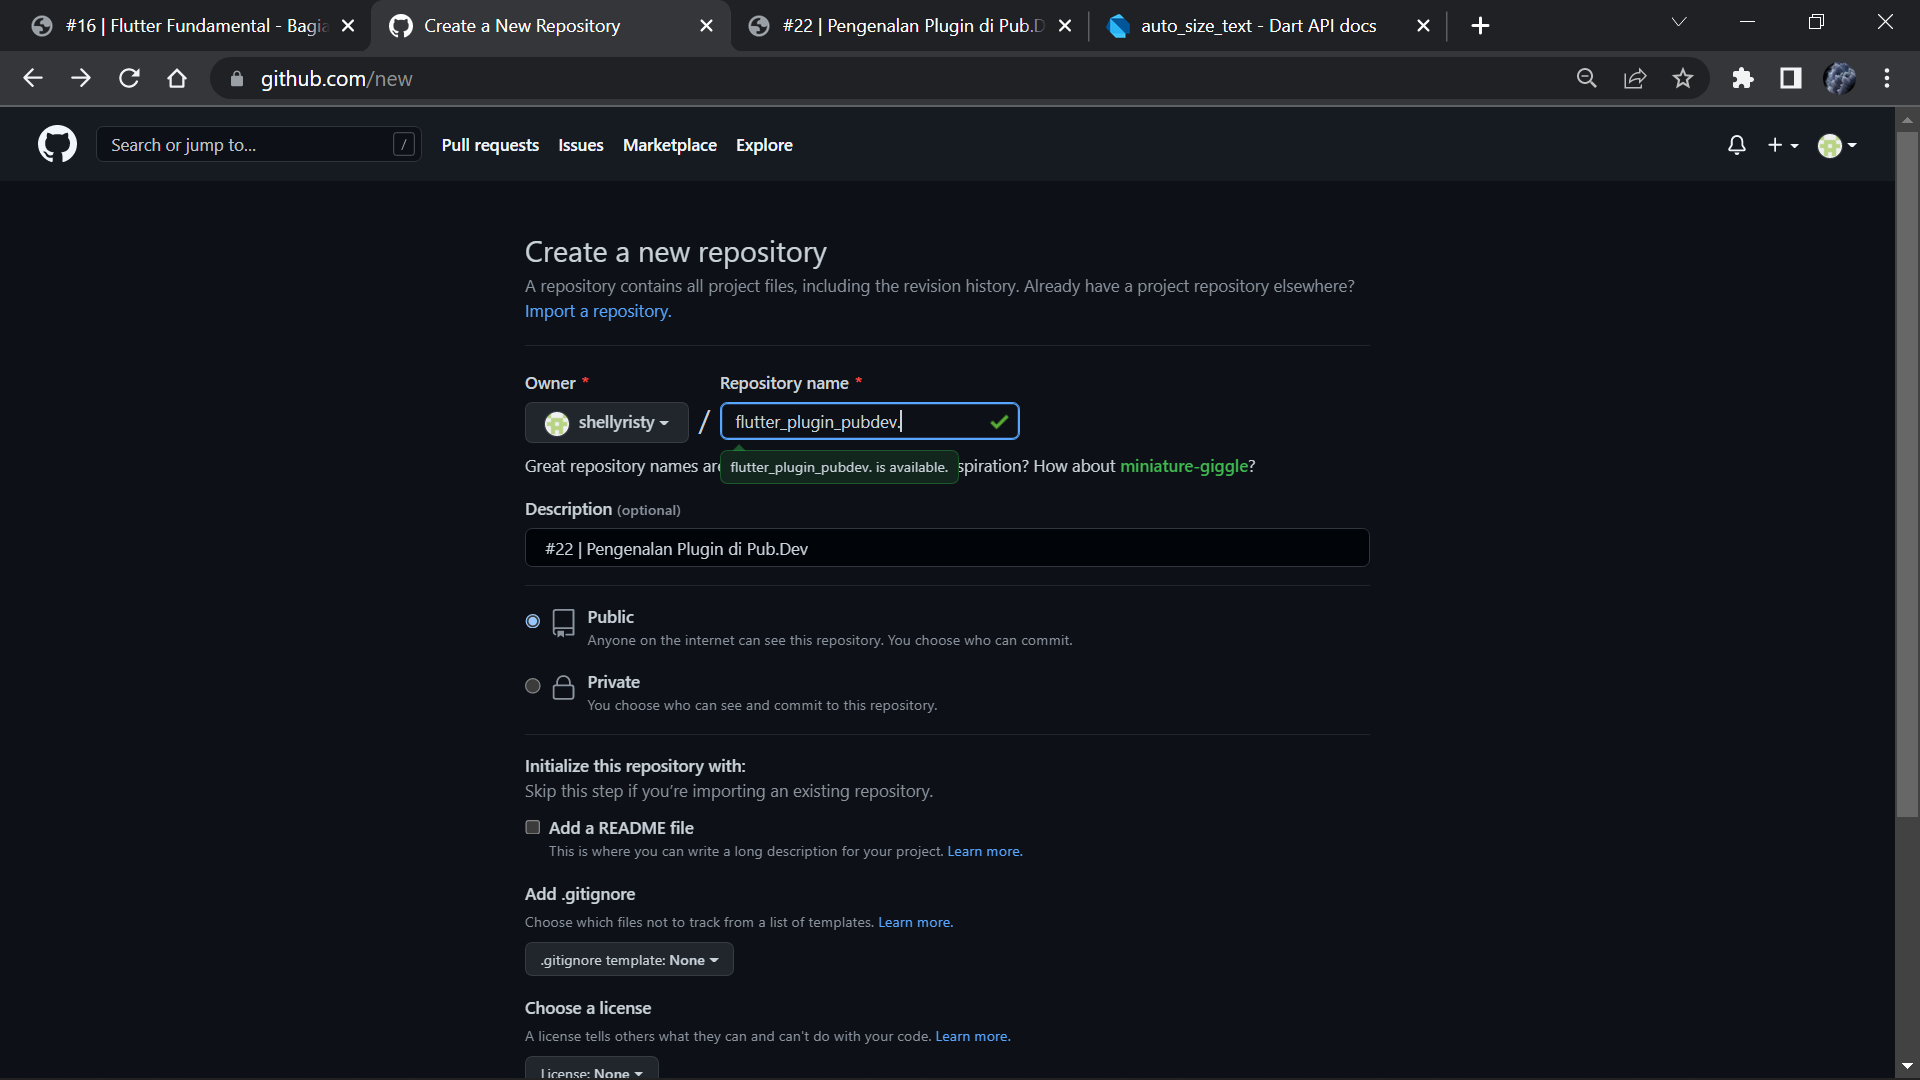 #16 | Flutter Fundamental - Bagia
Create a New Repository
#22 | Pengenalan Plugin di Pub.D
auto_size_text - Dart API docs
github.com/new
Search or jump to...
/
Pull requests
Issues
Marketplace
Explore
Create a new repository
A repository contains all project files, including the revision history. Already have a project repository elsewhere?
Import a repository.
Owner *
Repository name *
shellyristy
/
flutter_plugin_pubdev.
Great repository names are
flutter_plugin_pubdev. is available.
spiration? How about miniature-giggle?
Description (optional)
#22 | Pengenalan Plugin di Pub.Dev
Public
Anyone on the internet can see this repository. You choose who can commit.
Private
You choose who can see and commit to this repository.
Initialize this repository with:
Skip this step if you're importing an existing repository.
Add a README file
This is where you can write a long description for your project. Learn more.
Add .gitignore
Choose which files not to track from a list of templates. Learn more.
.gitignore template: None
Choose a license
A license tells others what they can and can't do with your code. Learn more.
License: None